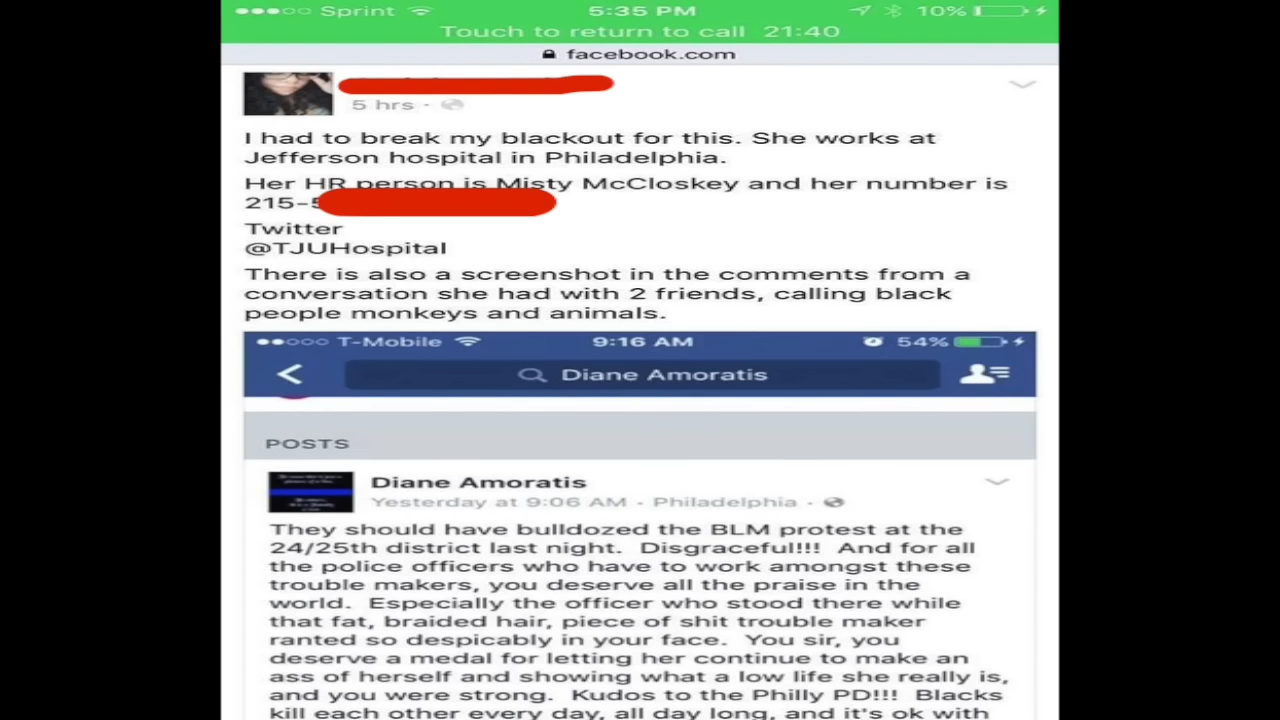 Sprint 5:35 PM 10%
Touch to return to call 21:40
facebook.com
5 hrs ·
I had to break my blackout for this. She works at
Jefferson hospital in Philadelphia.
Her HR person is Misty McCloskey and her number is
215-5
Twitter
@TJUHospital
There is also a screenshot in the comments from a
conversation she had with 2 friends, calling black
people monkeys and animals.
T-Mobile 9:16 AM 54%
Diane Amoratis
POSTS
Diane Amoratis
Yesterday at 9:06 AM · Philadelphia ·
They should have bulldozed the BLM protest at the
24/25th district last night.  Disgraceful!!!  And for all
the police officers who have to work amongst these
trouble makers, you deserve all the praise in the
world.  Especially the officer who stood there while
that fat, braided hair, piece of shit trouble maker
ranted so despicably in your face.  You sir, you
deserve a medal for letting her continue to make an
ass of herself and showing what a low life she really is,
and you were strong.  Kudos to the Philly PD!!!  Blacks
kill each other every day, all day long, and it's ok with